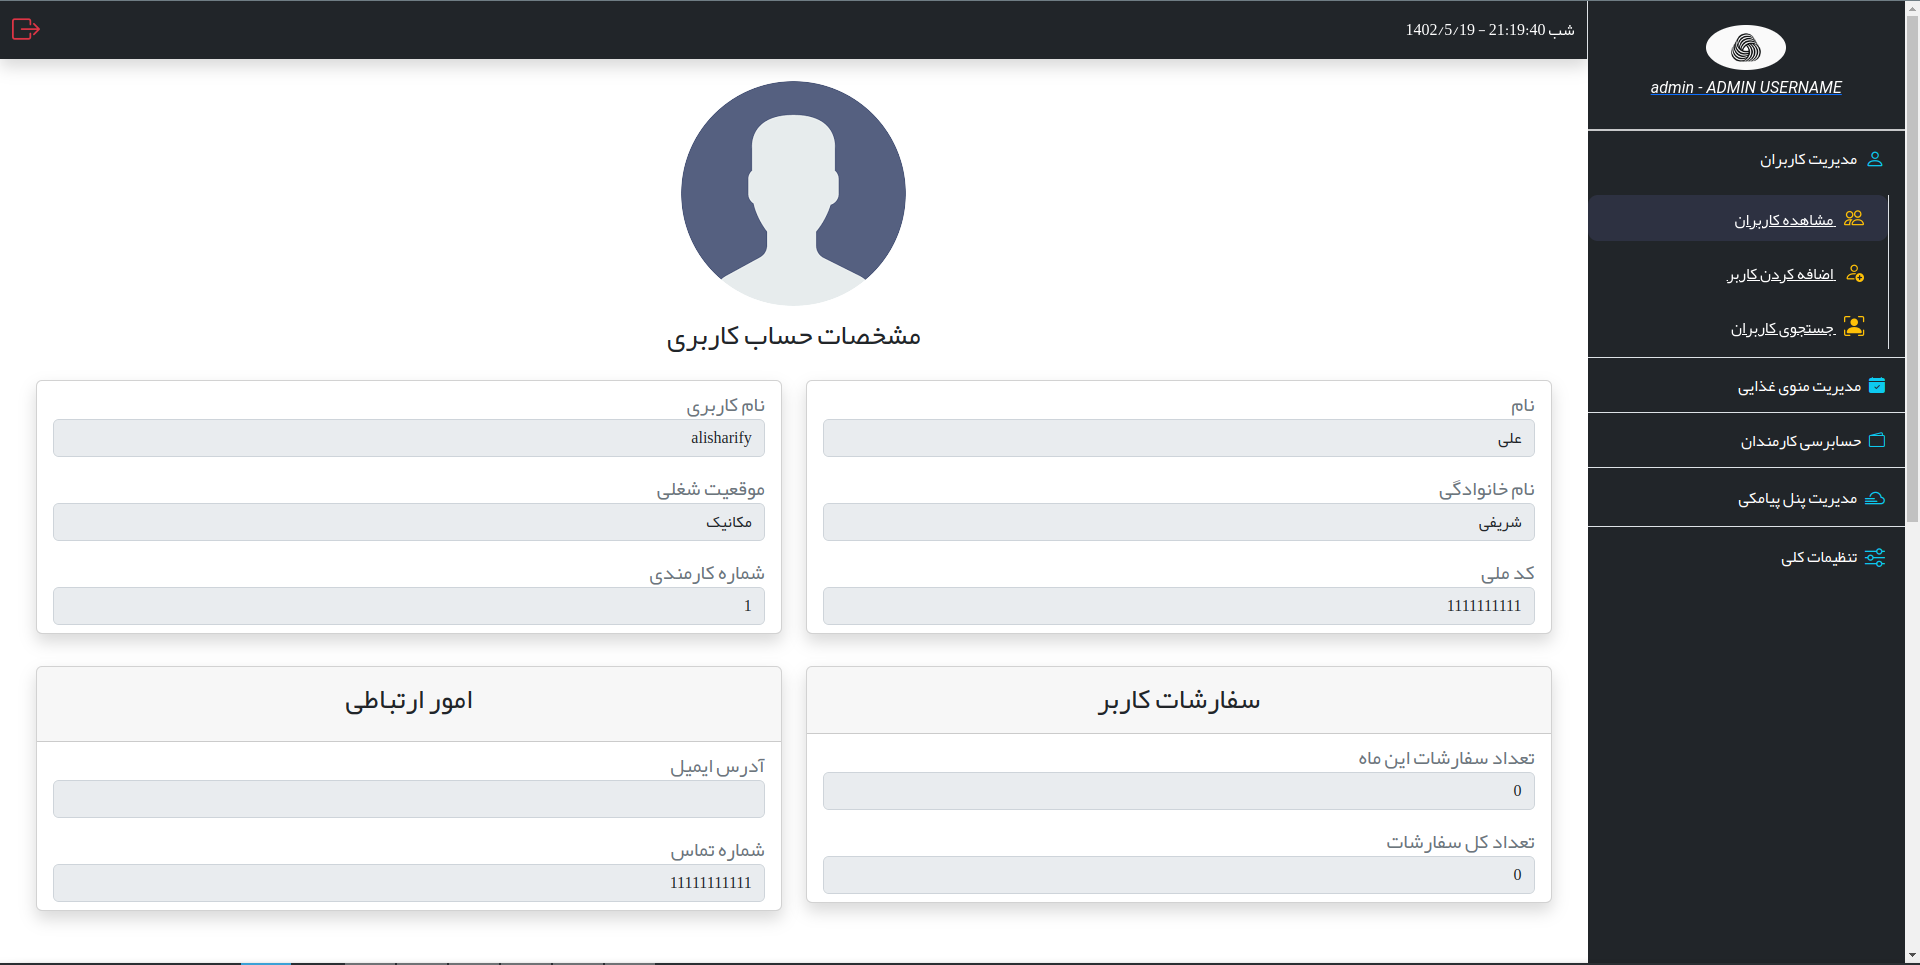 شب 21:19:40 - 1402/5/19
admin - ADMIN USERNAME
مدیریت کاربران
مشاهده کاربران
اضافه کردن کاربر
جستجوی کاربران
مدیریت منوی غذایی
حسابرسی کارمندان
مدیریت پنل پیامکی
تنظیمات کلی
مشخصات حساب کاربری
نام
علی
نام خانوادگی
شریفی
کد ملی
1111111111
نام کاربری
alisharify
موقعیت شغلی
مکانیک
شماره کارمندی
1
سفارشات کاربر
تعداد سفارشات این ماه
0
تعداد کل سفارشات
0
امور ارتباطی
آدرس ایمیل
شماره تماس
11111111111